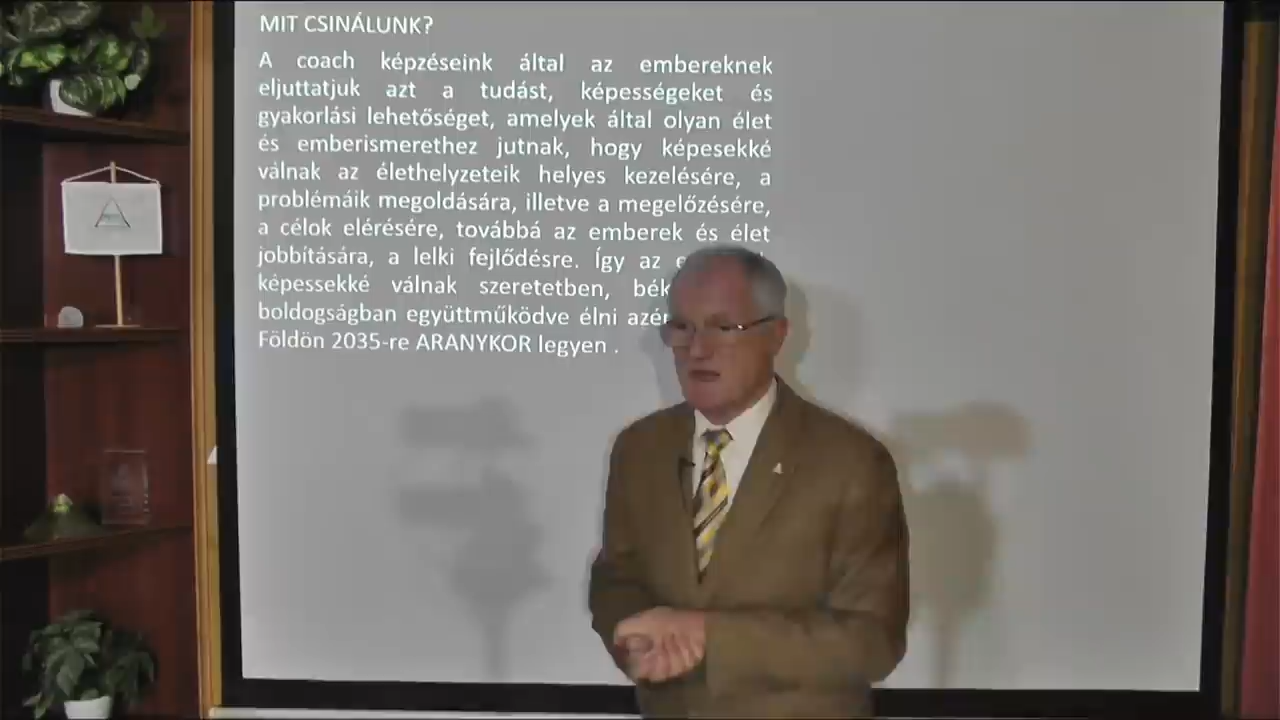 MIT CSINÁLUNK?
A coach képzéseink által az embereknek
eljuttatjuk azt a tudást, képességeket és
gyakorlási lehetőséget, amelyek által olyan élet
és emberismerethez jutnak, hogy képesekké
válnak az élethelyzeteik helyes kezelésére, a
problémáik megoldására, illetve a megelőzésére,
a célok elérésére, továbbá az emberek és élet
jobbítására, a lelki fejlődésre. Így az
képessekké válnak szeretetben,
boldogságban együttműködve élni
Földön 2035-re ARANYKOR legyen .